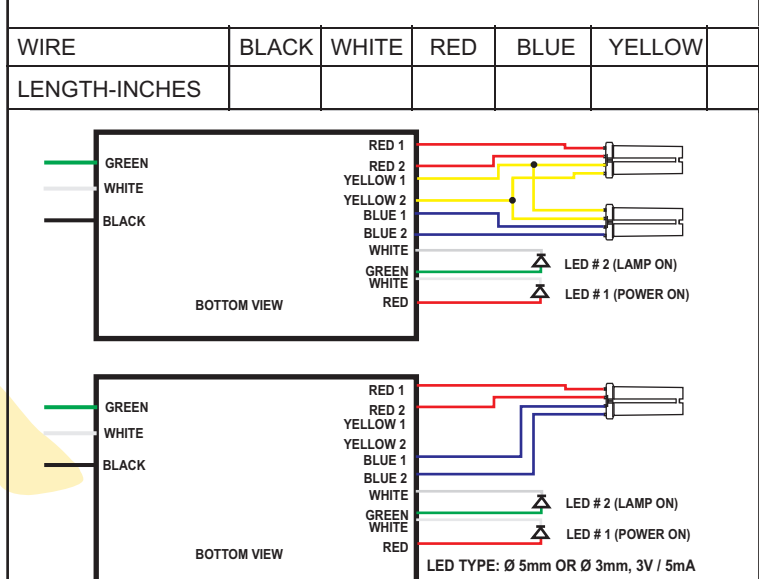 WIRE BLACK WHITE RED BLUE YELLOW
LENGTH-INCHES
GREEN
WHITE
BLACK
BOTTOM VIEW
RED 1
RED 2
YELLOW 1
YELLOW 2
BLUE 1
BLUE 2
WHITE
GREEN
WHITE
RED
LED # 2 (LAMP ON)
LED # 1 (POWER ON)
GREEN
WHITE
BLACK
BOTTOM VIEW
RED 1
RED 2
YELLOW 1
YELLOW 2
BLUE 1
BLUE 2
WHITE
GREEN
WHITE
RED
LED # 2 (LAMP ON)
LED # 1 (POWER ON)
LED TYPE: Ø 5mm OR Ø 3mm, 3V / 5mA